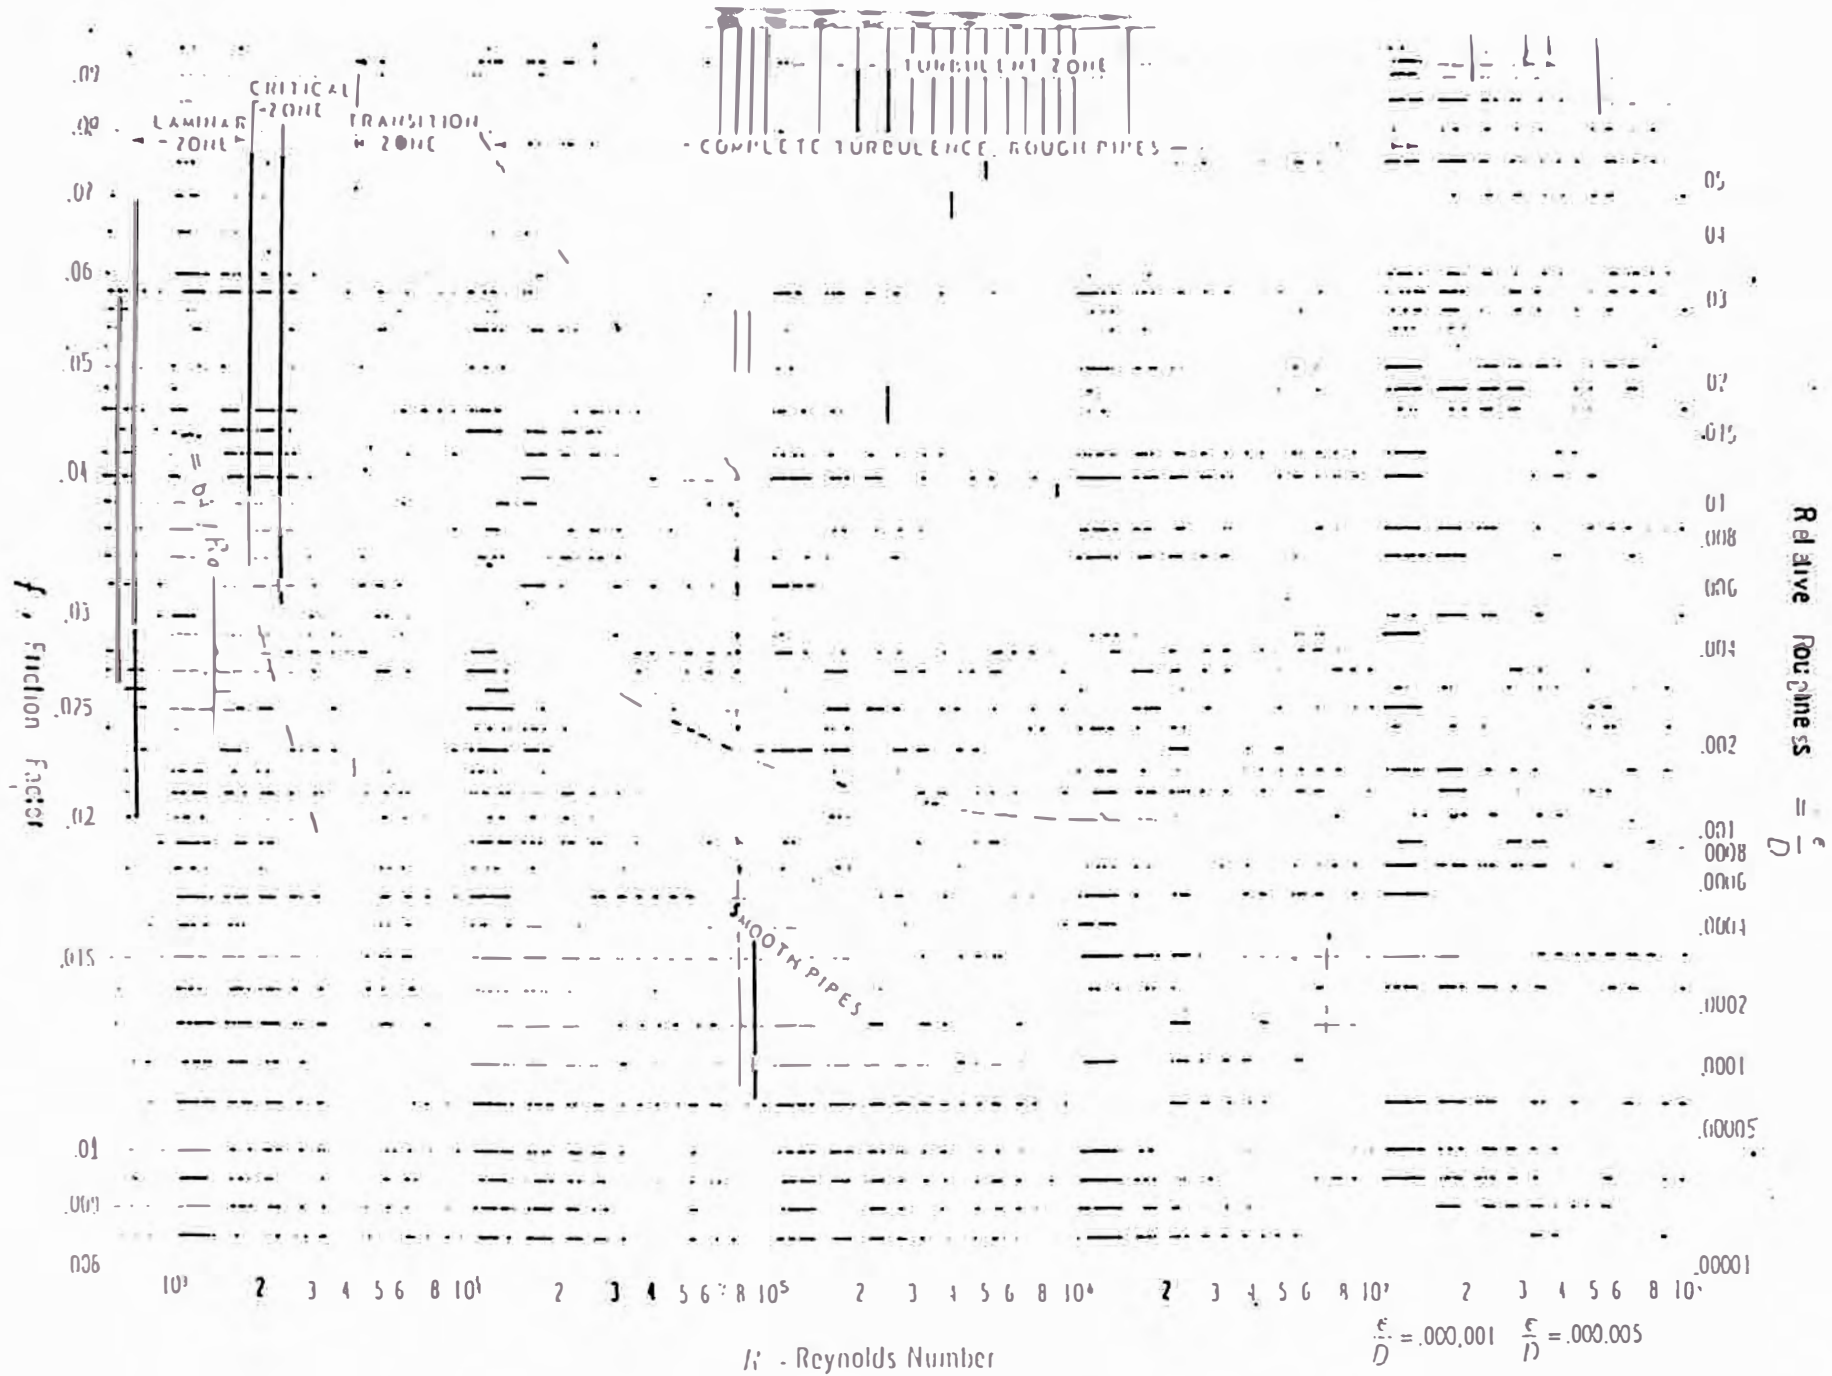 TURBULENT ZONE
CRITICAL
ZONE
LAMINAR
ZONE
TRANSITION
ZONE
COMPLETE TURBULENCE, ROUGH PIPES
.09
.08
.07
.06
.05
.04
.03
.025
.02
.015
.01
.009
.008
f, Friction Factor
SMOOTH PIPES
.05
.04
.03
.02
.015
.01
.008
.006
.004
.002
.001
.0008
.0006
.0004
.0002
.0001
.00005
.00001
Relative Roughness = ε/D
10³ 2 3 4 5 6 8 10⁴ 2 3 4 5 6 8 10⁵ 2 3 4 5 6 8 10⁶ 2 3 4 5 6 8 10⁷ 2 3 4 5 6 8
ε/D = .000,001 ε/D = .000.005
R - Reynolds Number